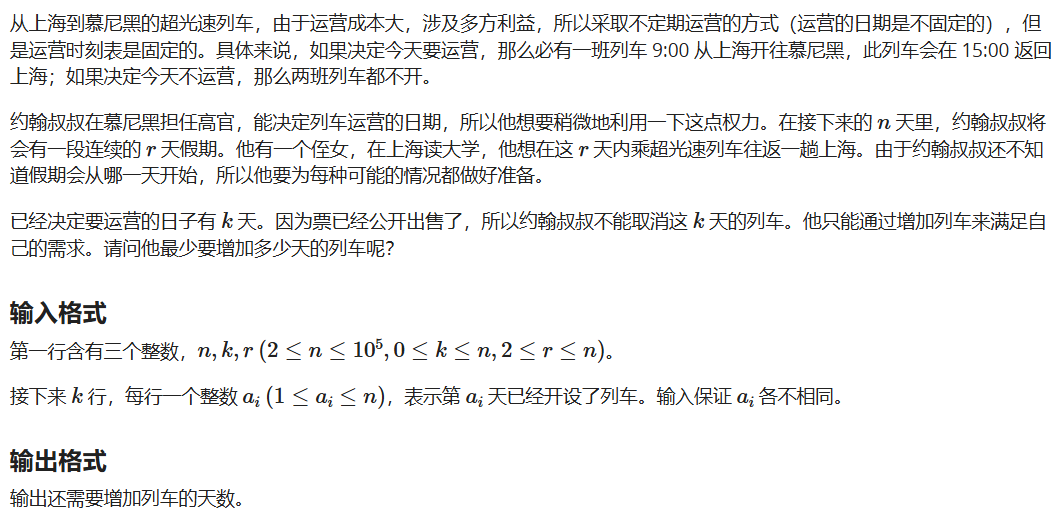 从上海到慕尼黑的超光速列车，由于运营成本大，涉及多方利益，所以采取不定期运营的方式（运营的日期是不固定的），但
是运营时刻表是固定的。具体来说，如果决定今天要运营，那么必有一班列车 9:00 从上海开往慕尼黑，此列车会在 15:00 返回
上海；如果决定今天不运营，那么两班列车都不开。
约翰叔叔在慕尼黑担任高官，能决定列车运营的日期，所以他想要稍微地利用一下这点权力。在接下来的 n 天里，约翰叔叔将
会有一段连续的 r 天假期。他有一个侄女，在上海读大学，他想在这 r 天内乘超光速列车往返一趟上海。由于约翰叔叔还不知
道假期会从哪一天开始，所以他要为每种可能的情况都做好准备。
已经决定要运营的日子有 k 天。因为票已经公开出售了，所以约翰叔叔不能取消这 k 天的列车。他只能通过增加列车来满足自
己的需求。请问他最少要增加多少天的列车呢？
输入格式
第一行含有三个整数，n, k, r (2 ≤ n ≤ 10⁵, 0 ≤ k ≤ n, 2 ≤ r ≤ n)。
接下来 k 行，每行一个整数 aᵢ (1 ≤ aᵢ ≤ n)，表示第 aᵢ 天已经开设了列车。输入保证 aᵢ 各不相同。
输出格式
输出还需要增加列车的天数。